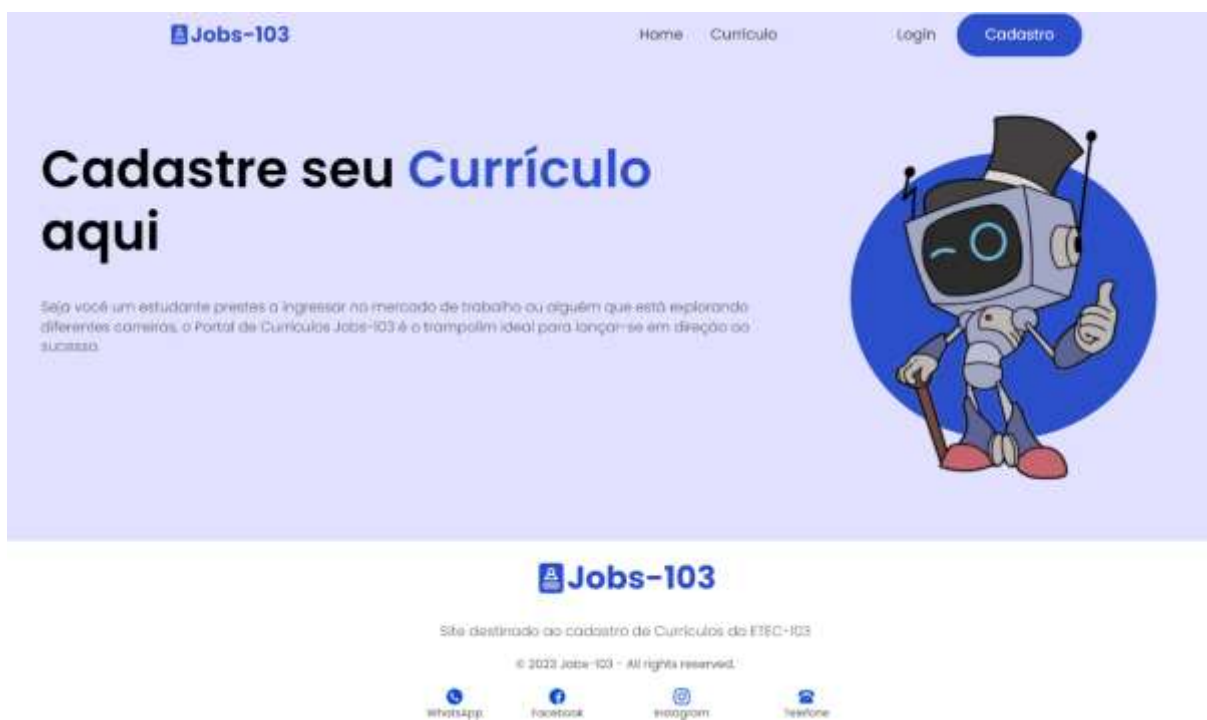 Jobs-103
Home Currículo Login Cadastro
Cadastre seu Currículo
aqui
Seja você um estudante prestes a ingressar no mercado de trabalho ou alguém que está explorando
diferentes carreiras, o Portal de Currículos Jobs-103 é o trampolim ideal para lançar-se em direção ao
sucesso.
Jobs-103
Site destinado ao cadastro de Currículos da ETEC-103
© 2023 Jobs-103 - All rights reserved.
WhatsApp Facebook Instagram Telefone